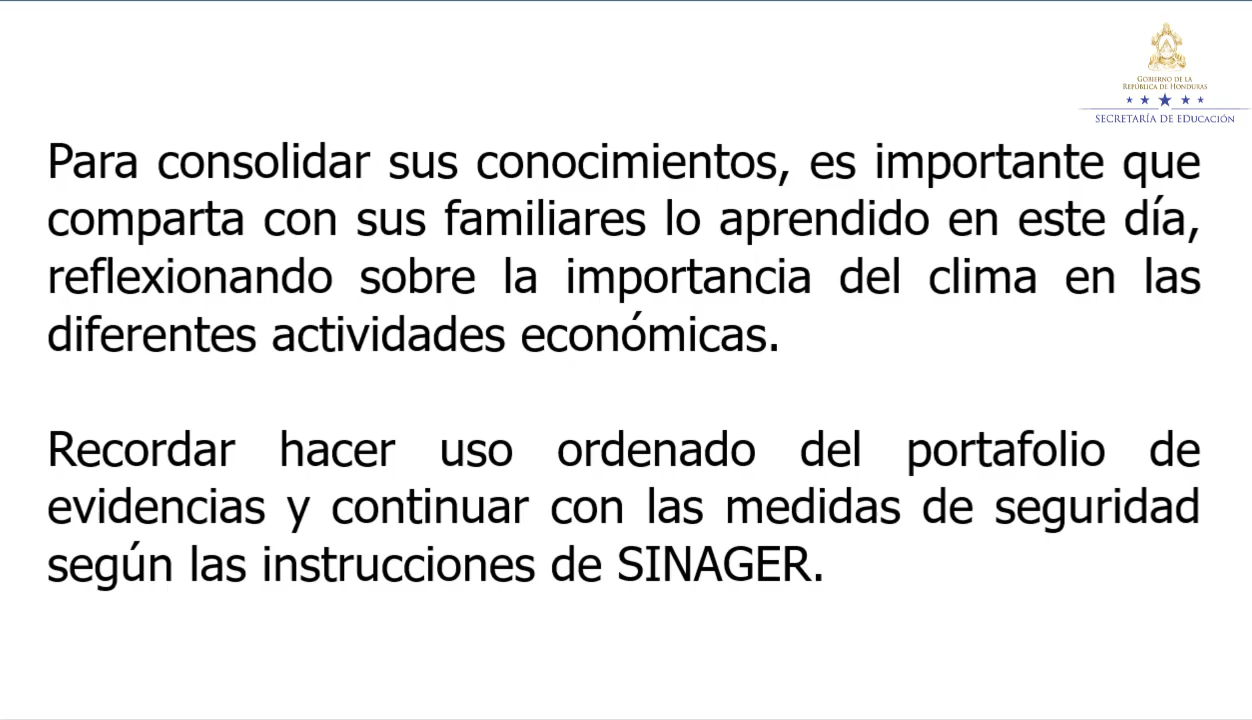 GOBIERNO DE LA
REPÚBLICA DE HONDURAS
SECRETARÍA DE EDUCACIÓN
Para consolidar sus conocimientos, es importante que
comparta con sus familiares lo aprendido en este día,
reflexionando sobre la importancia del clima en las
diferentes actividades económicas.
Recordar hacer uso ordenado del portafolio de
evidencias y continuar con las medidas de seguridad
según las instrucciones de SINAGER.